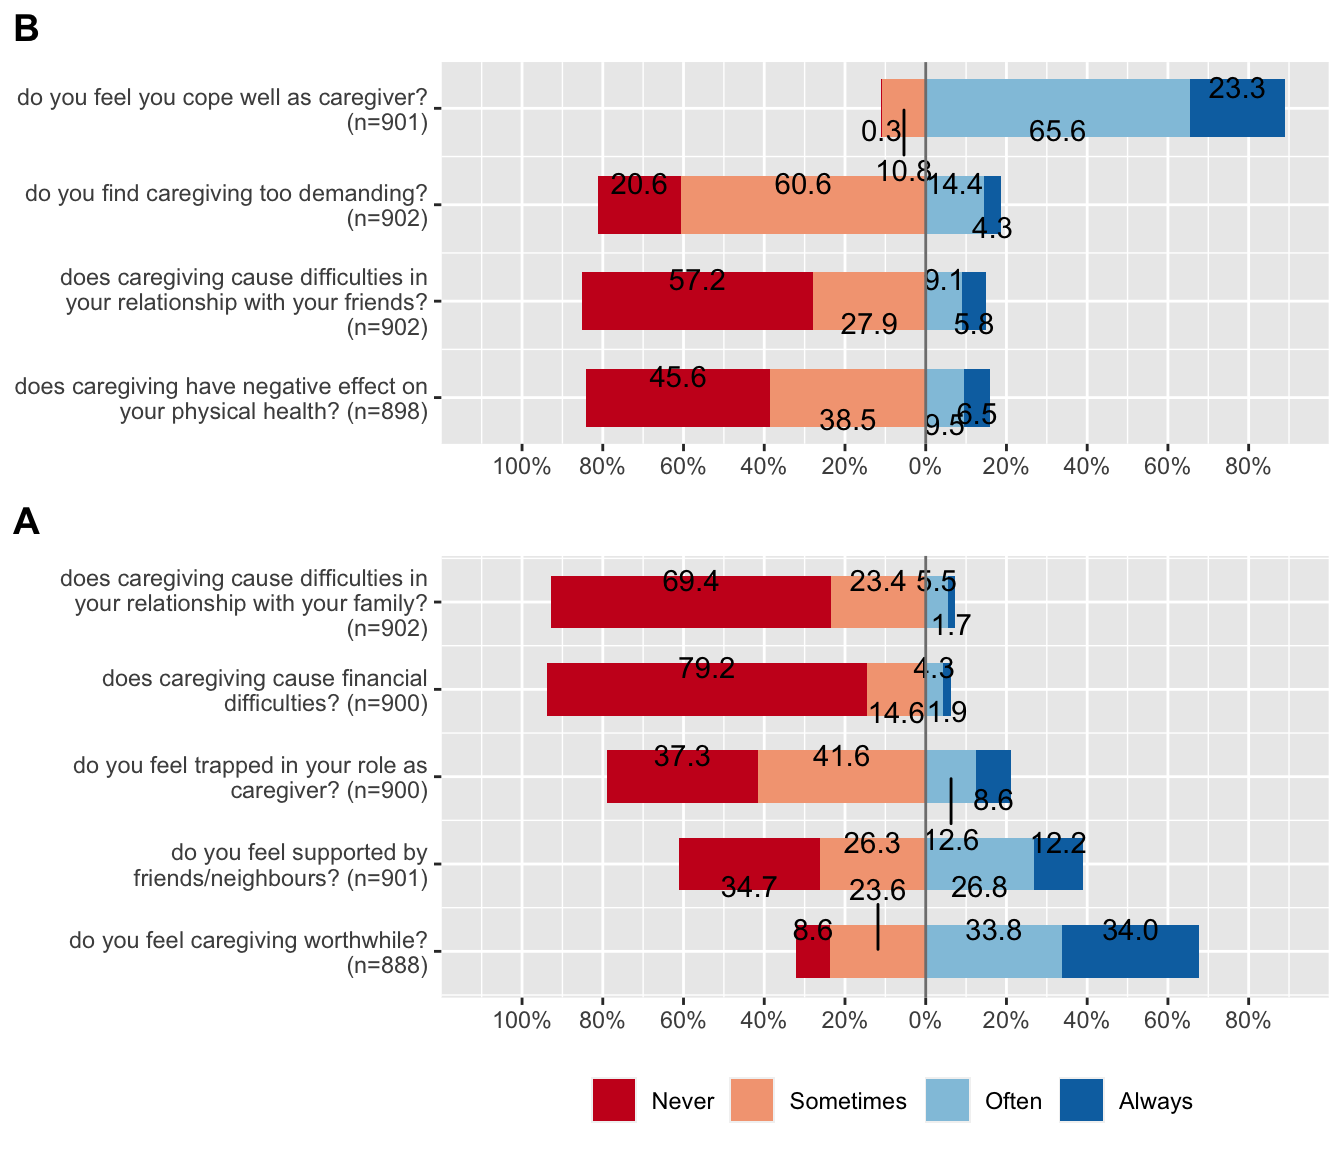 B
do you feel you cope well as caregiver?
(n=901)
0.3
10.8
65.6
23.3
do you find caregiving too demanding?
(n=902)
20.6
60.6
14.4
4.3
does caregiving cause difficulties in
your relationship with your friends?
(n=902)
57.2
27.9
9.1
5.8
does caregiving have negative effect on
your physical health? (n=898)
45.6
38.5
9.5
6.5
100% 80% 60% 40% 20% 0% 20% 40% 60% 80%
A
does caregiving cause difficulties in
your relationship with your family?
(n=902)
69.4
23.4
5.5
1.7
does caregiving cause financial
difficulties? (n=900)
79.2
14.6
4.3
1.9
do you feel trapped in your role as
caregiver? (n=900)
37.3
41.6
12.6
8.6
do you feel supported by
friends/neighbours? (n=901)
34.7
26.3
26.8
12.2
do you feel caregiving worthwhile?
(n=888)
8.6
23.6
33.8
34.0
100% 80% 60% 40% 20% 0% 20% 40% 60% 80%
Never Sometimes Often Always